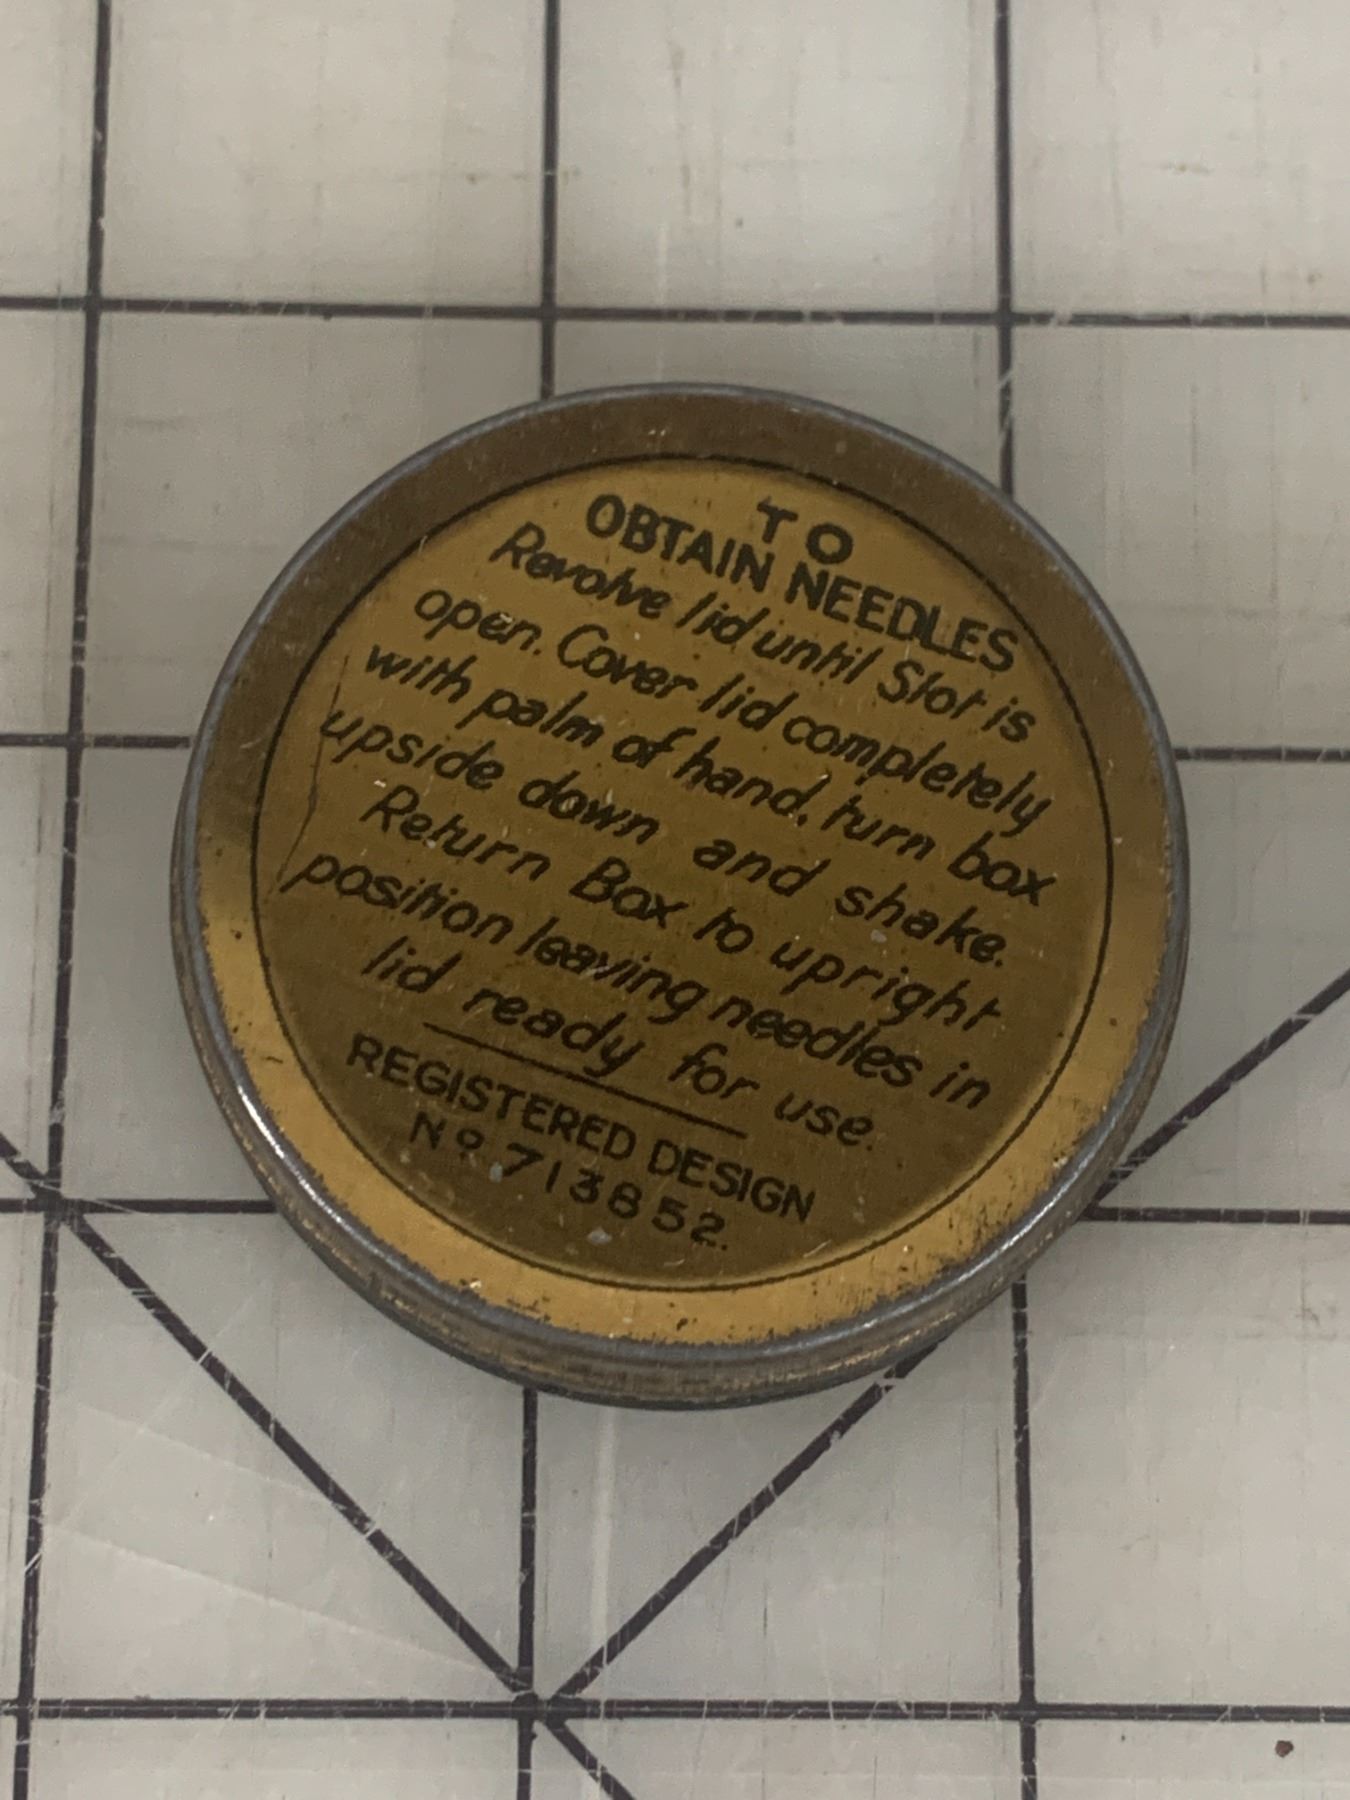 TO
OBTAIN NEEDLES
Revolve lid until Slot is
open. Cover lid completely
with palm of hand, turn box
upside down and shake.
Return Box to upright
position leaving needles in
lid ready for use.
REGISTERED DESIGN
No 713852.